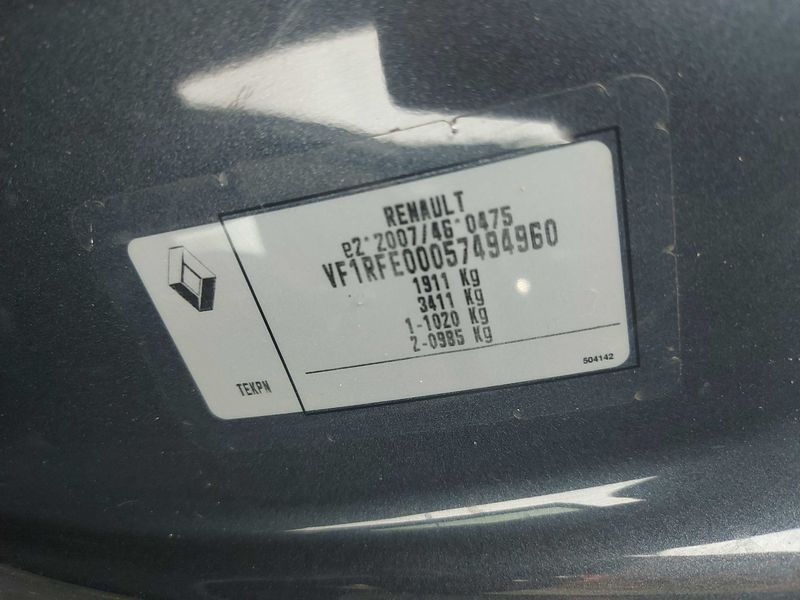 RENAULT
e2*2007/46*0475
VF1RFE00057494960
1911 Kg
3411 Kg
1-1020 Kg
2-0985 Kg
504142
TEKPN